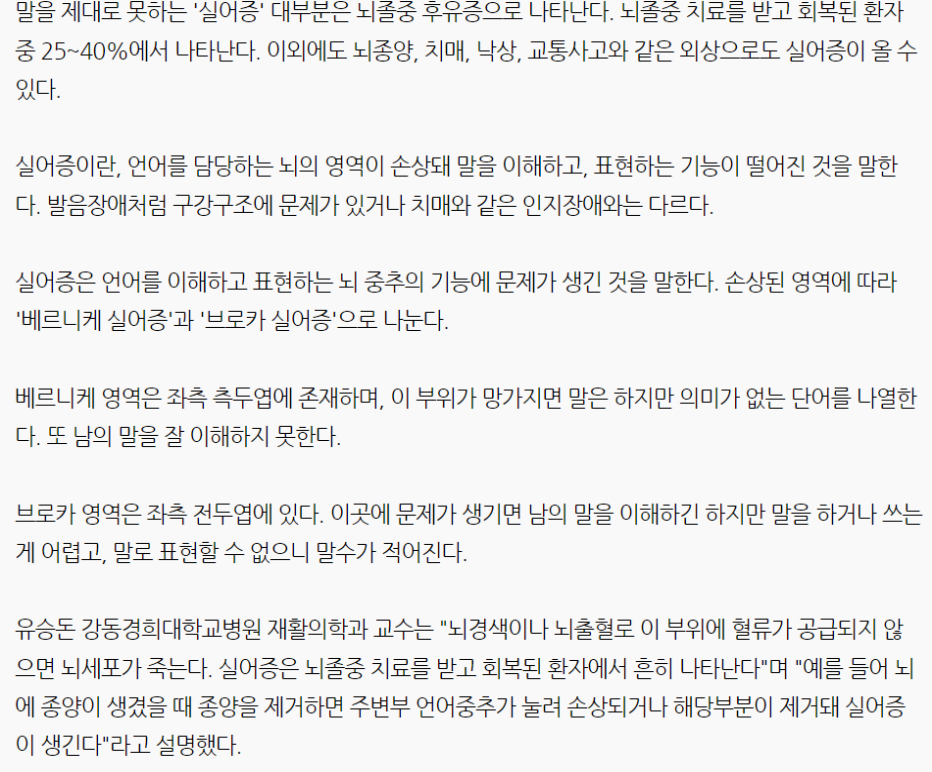 말을 제대로 못하는 '실어증' 대부분은 뇌졸중 후유증으로 나타난다. 뇌졸중 치료를 받고 회복된 환자
중 25~40%에서 나타난다. 이외에도 뇌종양, 치매, 낙상, 교통사고와 같은 외상으로도 실어증이 올 수
있다.
실어증이란, 언어를 담당하는 뇌의 영역이 손상돼 말을 이해하고, 표현하는 기능이 떨어진 것을 말한
다. 발음장애처럼 구강구조에 문제가 있거나 치매와 같은 인지장애와는 다르다.
실어증은 언어를 이해하고 표현하는 뇌 중추의 기능에 문제가 생긴 것을 말한다. 손상된 영역에 따라
'베르니케 실어증'과 '브로카 실어증'으로 나눈다.
베르니케 영역은 좌측 측두엽에 존재하며, 이 부위가 망가지면 말은 하지만 의미가 없는 단어를 나열한
다. 또 남의 말을 잘 이해하지 못한다.
브로카 영역은 좌측 전두엽에 있다. 이곳에 문제가 생기면 남의 말을 이해하긴 하지만 말을 하거나 쓰는
게 어렵고, 말로 표현할 수 없으니 말수가 적어진다.
유승돈 강동경희대학교병원 재활의학과 교수는 "뇌경색이나 뇌출혈로 이 부위에 혈류가 공급되지 않
으면 뇌세포가 죽는다. 실어증은 뇌졸중 치료를 받고 회복된 환자에서 흔히 나타난다"며 "예를 들어 뇌
에 종양이 생겼을 때 종양을 제거하면 주변부 언어중추가 눌려 손상되거나 해당부분이 제거돼 실어증
이 생긴다"라고 설명했다.